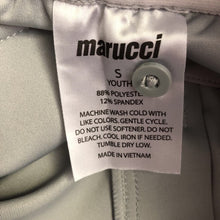 marucci
S
YOUTH
88% POLYESTER
12% SPANDEX
MACHINE WASH COLD WITH
LIKE COLORS. GENTLE CYCLE.
DO NOT USE SOFTENER. DO NOT
BLEACH. COOL IRON IF NEEDED.
TUMBLE DRY LOW.
MADE IN VIETNAM